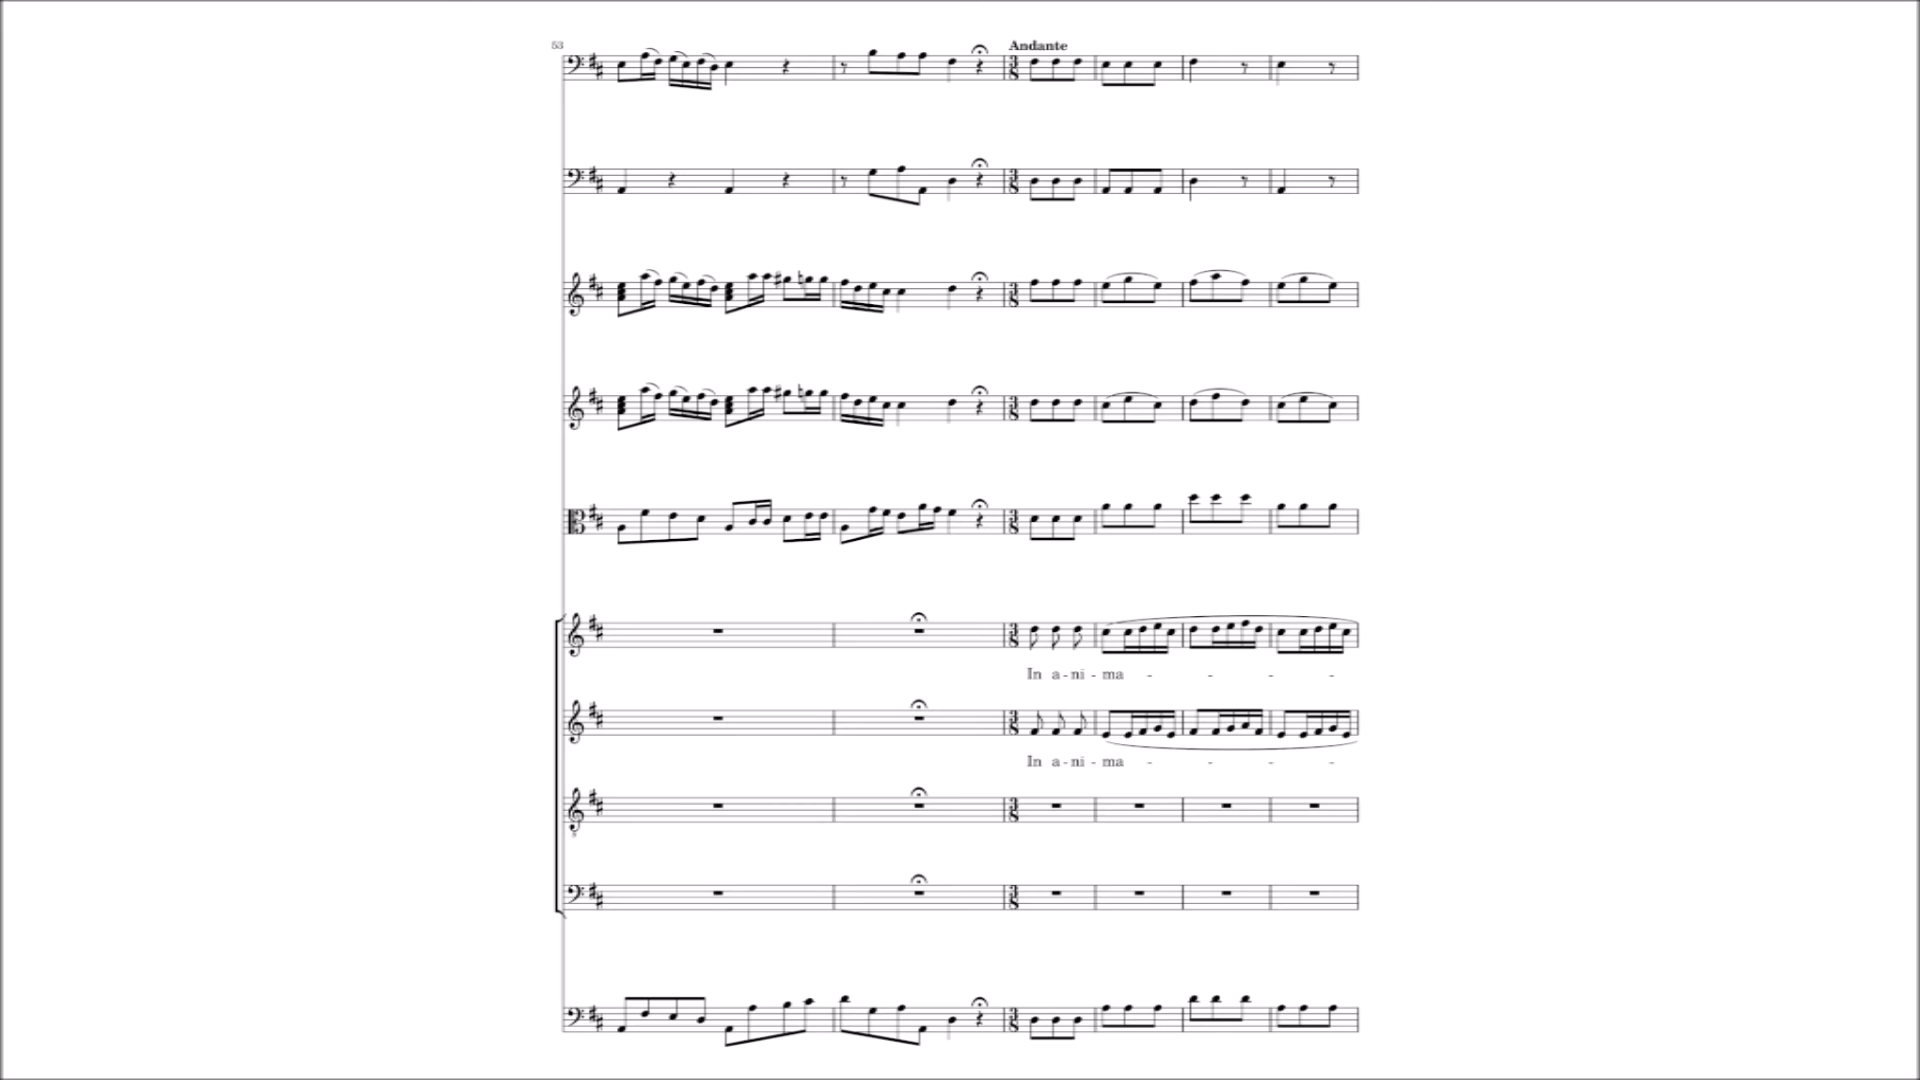 53
Andante
In a - ni - ma - - - -
In a - ni - ma - - - -